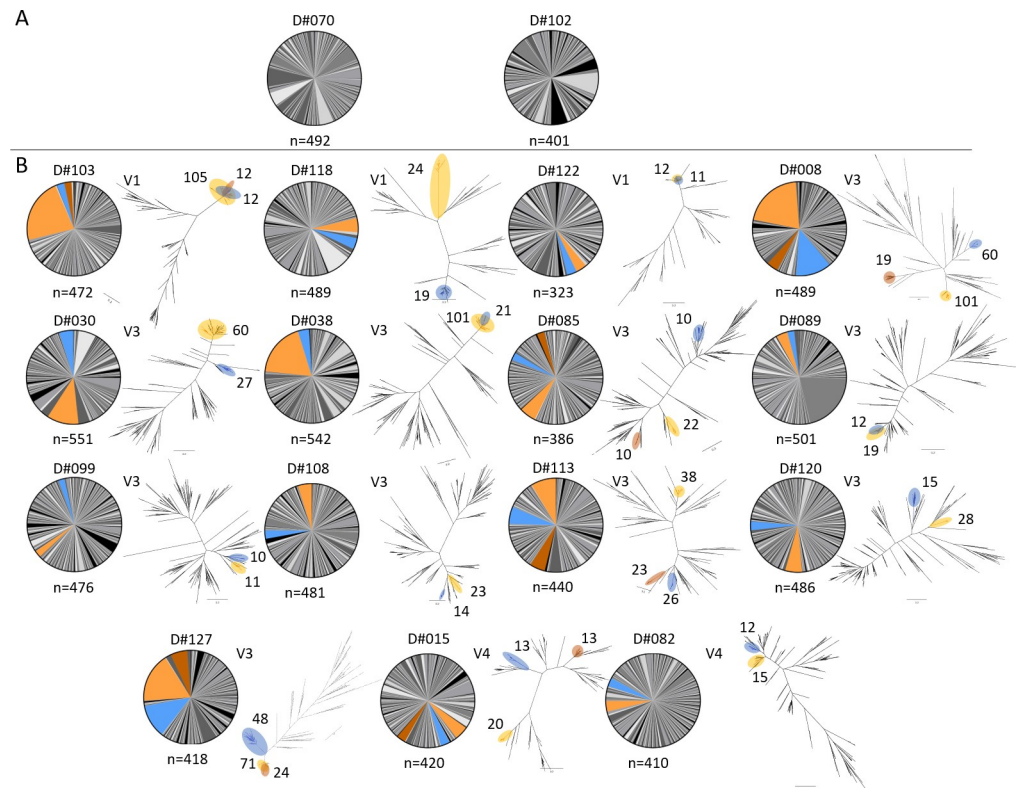 A
D#070
D#102
n=492
n=401
B
D#103
V1
105
12
12
n=472
D#118
V1
24
19
n=489
D#122
V1
12
11
n=323
D#008
V3
19
60
101
n=489
D#030
V3
60
27
n=551
D#038
V3
101
21
n=542
D#085
V3
10
22
10
n=386
D#089
V3
12
19
n=501
D#099
V3
10
11
n=476
D#108
V3
23
14
n=481
D#113
V3
38
23
26
n=440
D#120
V3
15
28
n=486
D#127
V3
48
71
24
n=418
D#015
V4
13
13
20
n=420
D#082
V4
12
15
n=410